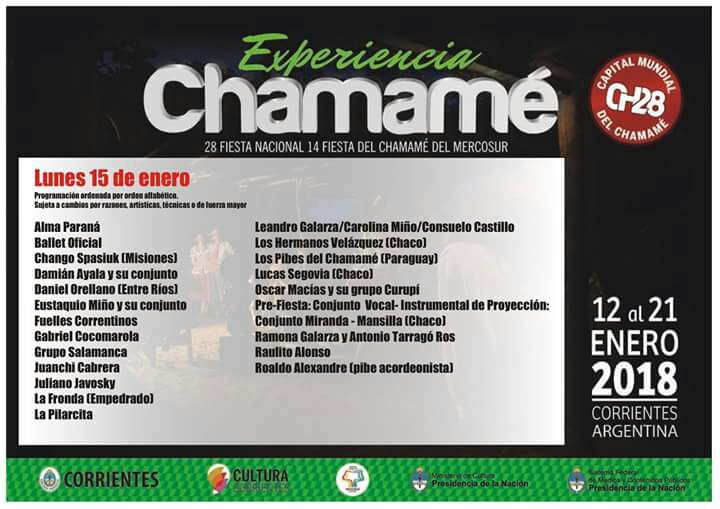 Experiencia
Chamamé
28 FIESTA NACIONAL 14 FIESTA DEL CHAMAMÉ DEL MERCOSUR
CAPITAL MUNDIAL
CH28
DEL CHAMAMÉ
Lunes 15 de enero
Programación ordenada por orden alfabético.
Sujeta a cambios por razones, artísticas, técnicas o de fuerza mayor
Alma Paraná
Ballet Oficial
Chango Spasiuk (Misiones)
Damián Ayala y su conjunto
Daniel Orellano (Entre Ríos)
Eustaquio Miño y su conjunto
Fuelles Correntinos
Gabriel Cocomarola
Grupo Salamanca
Juanchi Cabrera
Juliano Javosky
La Fronda (Empedrado)
La Pilarcita
Leandro Galarza/Carolina Miño/Consuelo Castillo
Los Hermanos Velázquez (Chaco)
Los Pibes del Chamamé (Paraguay)
Lucas Segovia (Chaco)
Oscar Macías y su grupo Curupí
Pre-Fiesta: Conjunto Vocal-Instrumental de Proyección:
Conjunto Miranda - Mansilla (Chaco)
Ramona Galarza y Antonio Tarragó Ros
Raulito Alonso
Roaldo Alexandre (pibe acordeonista)
12 al 21
ENERO
2018
CORRIENTES
ARGENTINA
CORRIENTES
CULTURA
Ministerio de Cultura
Presidencia de la Nación
Sistema Federal
de Medios y Contenidos Públicos
Presidencia de la Nación